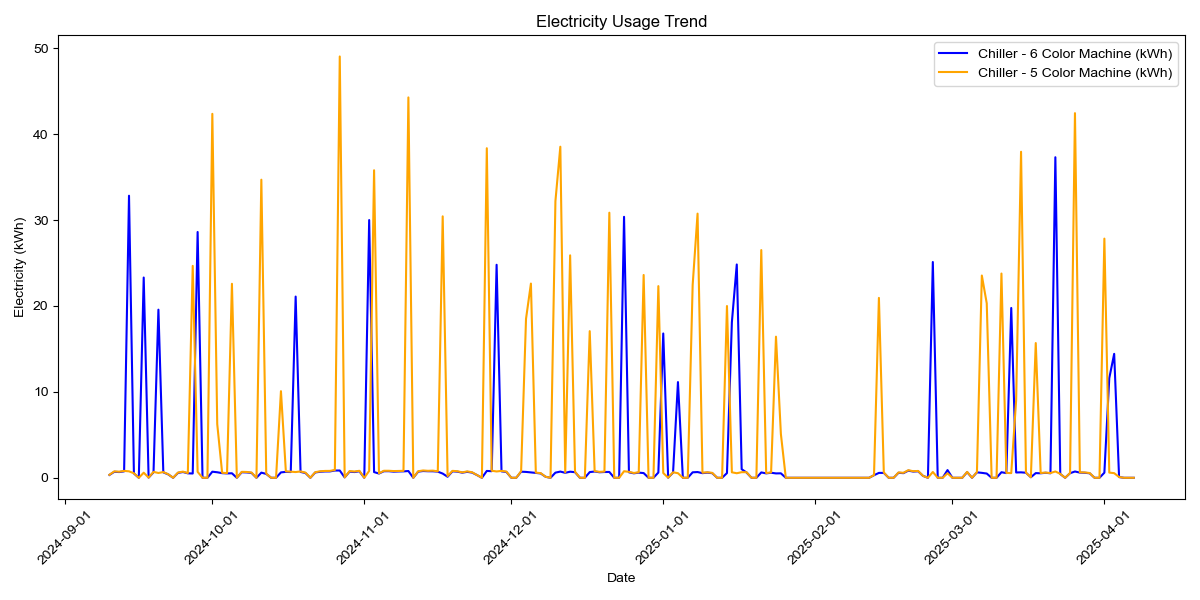 Electricity Usage Trend
Chiller - 6 Color Machine (kWh)
Chiller - 5 Color Machine (kWh)
Electricity (kWh)
50
40
30
20
10
0
2024-09-01
2024-10-01
2024-11-01
2024-12-01
2025-01-01
2025-02-01
2025-03-01
2025-04-01
Date